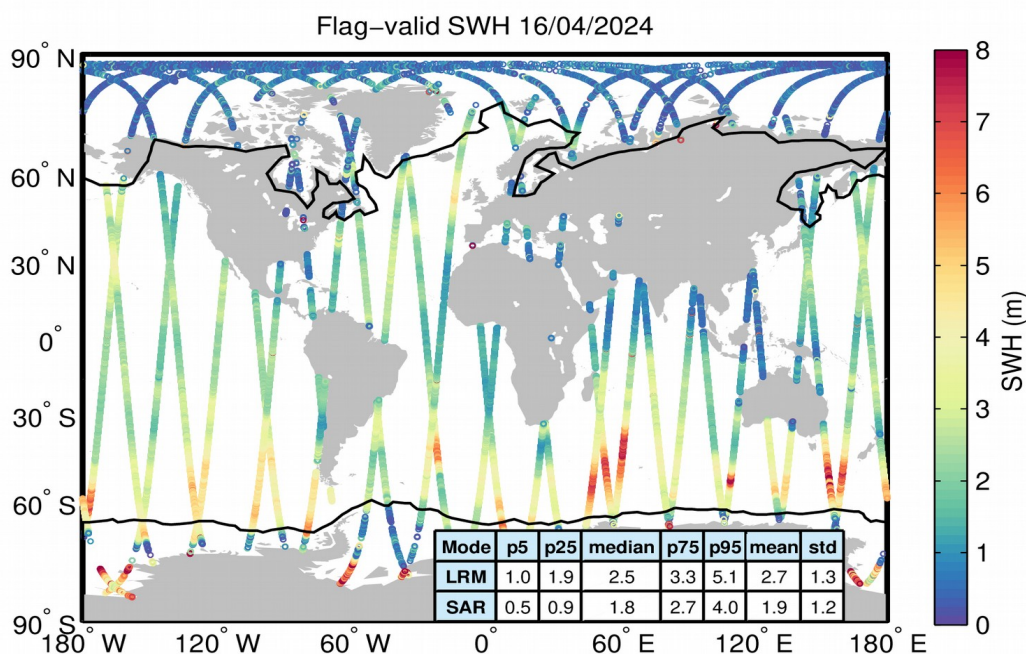 Flag−valid SWH 16/04/2024
90° N
60° N
30° N
0°
30° S
60° S
90° S
180° W
120° W
60° W
0°
60° E
120° E
180° E
Mode p5 p25 median p75 p95 mean std
LRM 1.0 1.9 2.5 3.3 5.1 2.7 1.3
SAR 0.5 0.9 1.8 2.7 4.0 1.9 1.2
8
7
6
5
4
3
2
1
0
SWH (m)